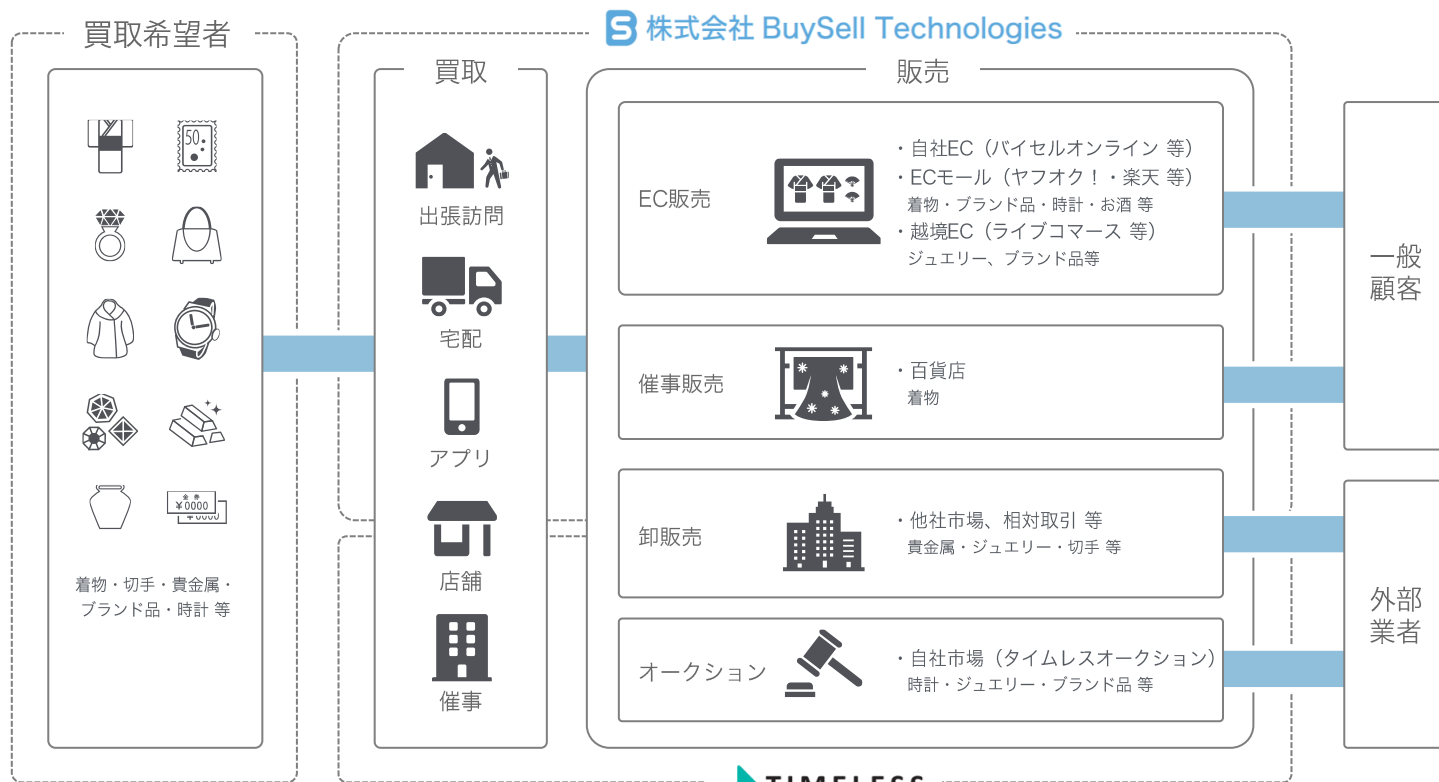 買取希望者
50
金券
¥0000
¥0000
着物・切手・貴金属・
ブランド品・時計 等
S 株式会社 BuySell Technologies
買取
出張訪問
宅配
アプリ
店舗
催事
販売
EC販売
・自社EC（バイセルオンライン 等）
・ECモール（ヤフオク！・楽天 等）
着物・ブランド品・時計・お酒 等
・越境EC（ライブコマース 等）
ジュエリー、ブランド品等
催事販売
・百貨店
着物
卸販売
・他社市場、相対取引 等
貴金属・ジュエリー・切手 等
オークション
・自社市場（タイムレスオークション）
時計・ジュエリー・ブランド品 等
一般
顧客
外部
業者
TIMELESS